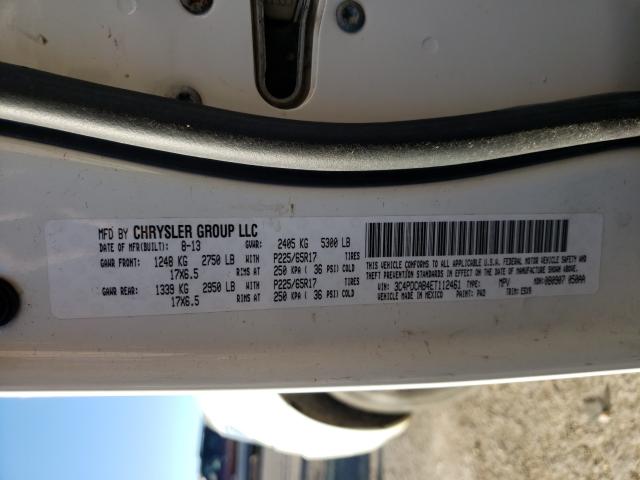 MFD BY CHRYSLER GROUP LLC
DATE OF MFR(BUILT): 8-13 GVWR: 2405 KG 5300 LB
GAWR FRONT: 1248 KG 2750 LB WITH P225/65R17 TIRES
17X6.5 RIMS AT 250 KPA ( 36 PSI) COLD
GAWR REAR: 1339 KG 2950 LB WITH P225/65R17 TIRES
17X6.5 RIMS AT 250 KPA ( 36 PSI) COLD
THIS VEHICLE CONFORMS TO ALL APPLICABLE U.S.A. FEDERAL MOTOR VEHICLE SAFETY AND
THEFT PREVENTION STANDARDS IN EFFECT ON THE DATE OF MANUFACTURE SHOWN ABOVE.
VIN: 3C4PDCAB4ET112461 TYPE: MPV MDH: 050AA
VEHICLE MADE IN MEXICO PAINT: PW3 TRIM: